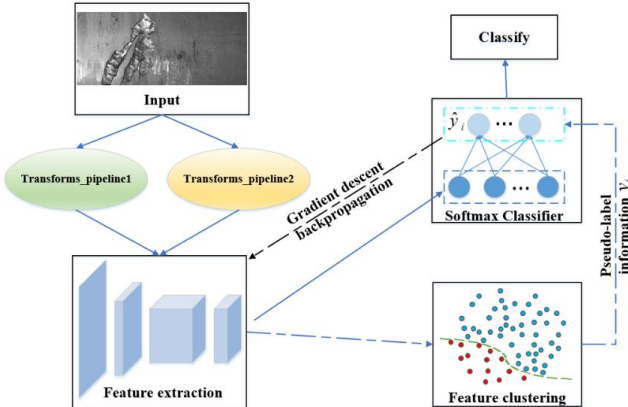 Input
Transforms_pipeline1
Transforms_pipeline2
Feature extraction
Gradient descent
backpropagation
Classify
ŷ i
...
...
Softmax Classifier
Pseudo-label
information y i
Feature clustering